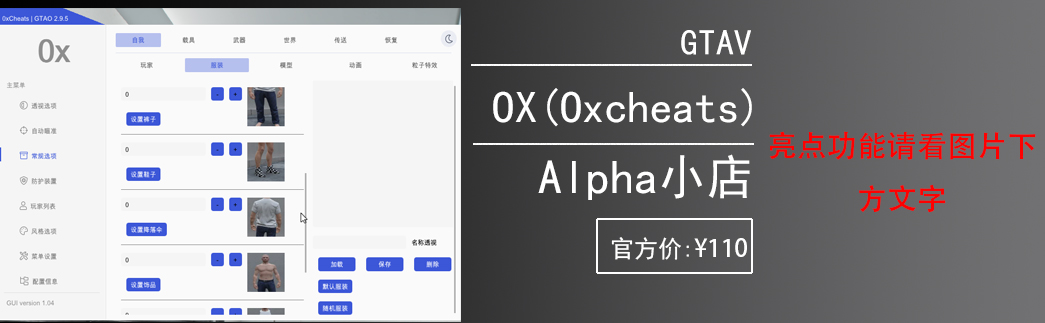 0xCheats | GTAO 2.9.5
0x
主菜单
透视选项
自动瞄准
常规选项
防护装置
玩家列表
风格选项
菜单设置
配置信息
GUI version 1.04
自我
载具
武器
世界
传送
恢复
玩家
服装
模型
动画
粒子特效
0
-
+
设置裤子
0
-
+
设置鞋子
0
-
+
设置降落伞
0
-
+
设置饰品
名称透视
加载
保存
删除
默认服装
随机服装
GTAV
OX(Oxcheats)
Alpha小店
官方价:¥110
亮点功能请看图片下
方文字